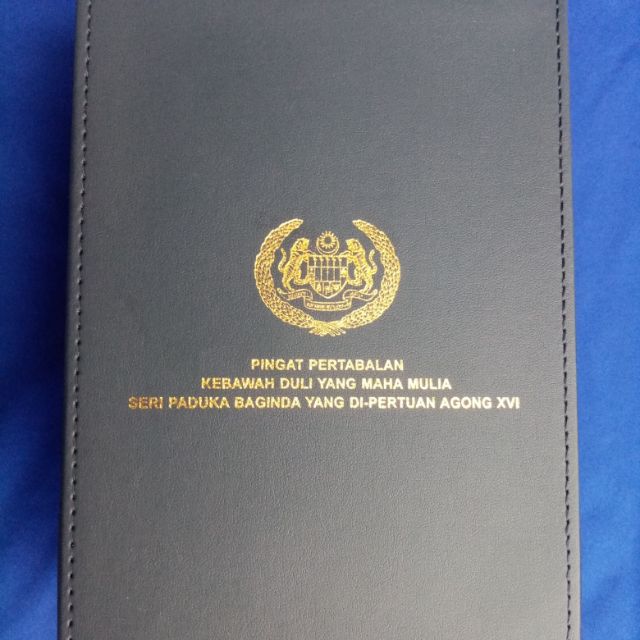 PINGAT PERTABALAN
KEBAWAH DULI YANG MAHA MULIA
SERI PADUKA BAGINDA YANG DI-PERTUAN AGONG XVI